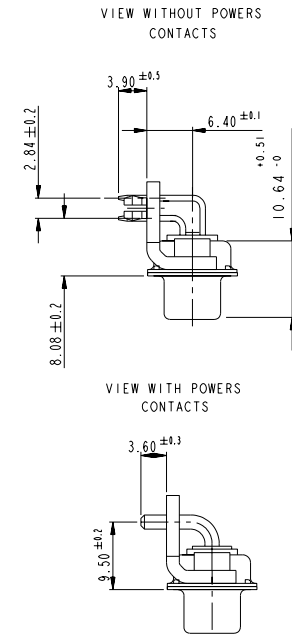 VIEW WITHOUT POWERS
CONTACTS
3.90 ±0.5
6.40 ±0.1
2.84 ±0.2
+0.51
10.64 -0
8.08 ±0.2
VIEW WITH POWERS
CONTACTS
3.60 ±0.3
9.50 ±0.2